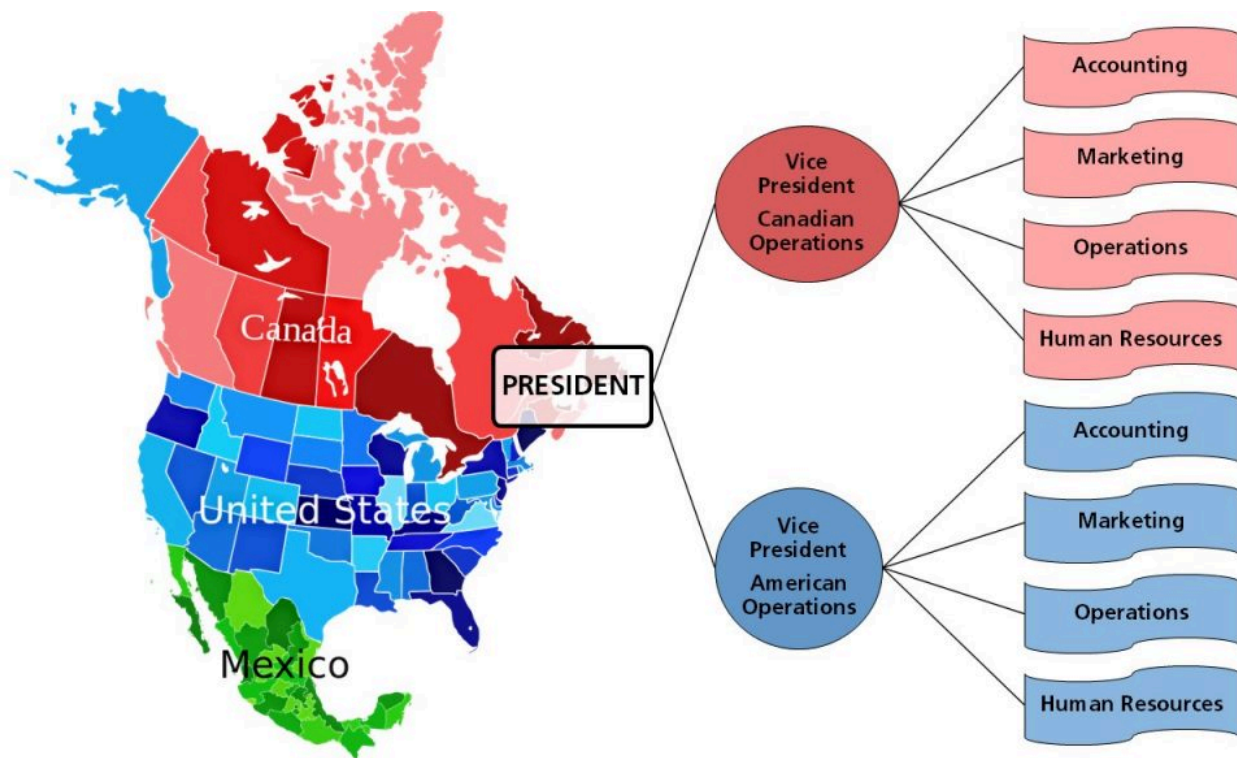 Canada
United States
Mexico
PRESIDENT
Vice
President
Canadian
Operations
Accounting
Marketing
Operations
Human Resources
Vice
President
American
Operations
Accounting
Marketing
Operations
Human Resources